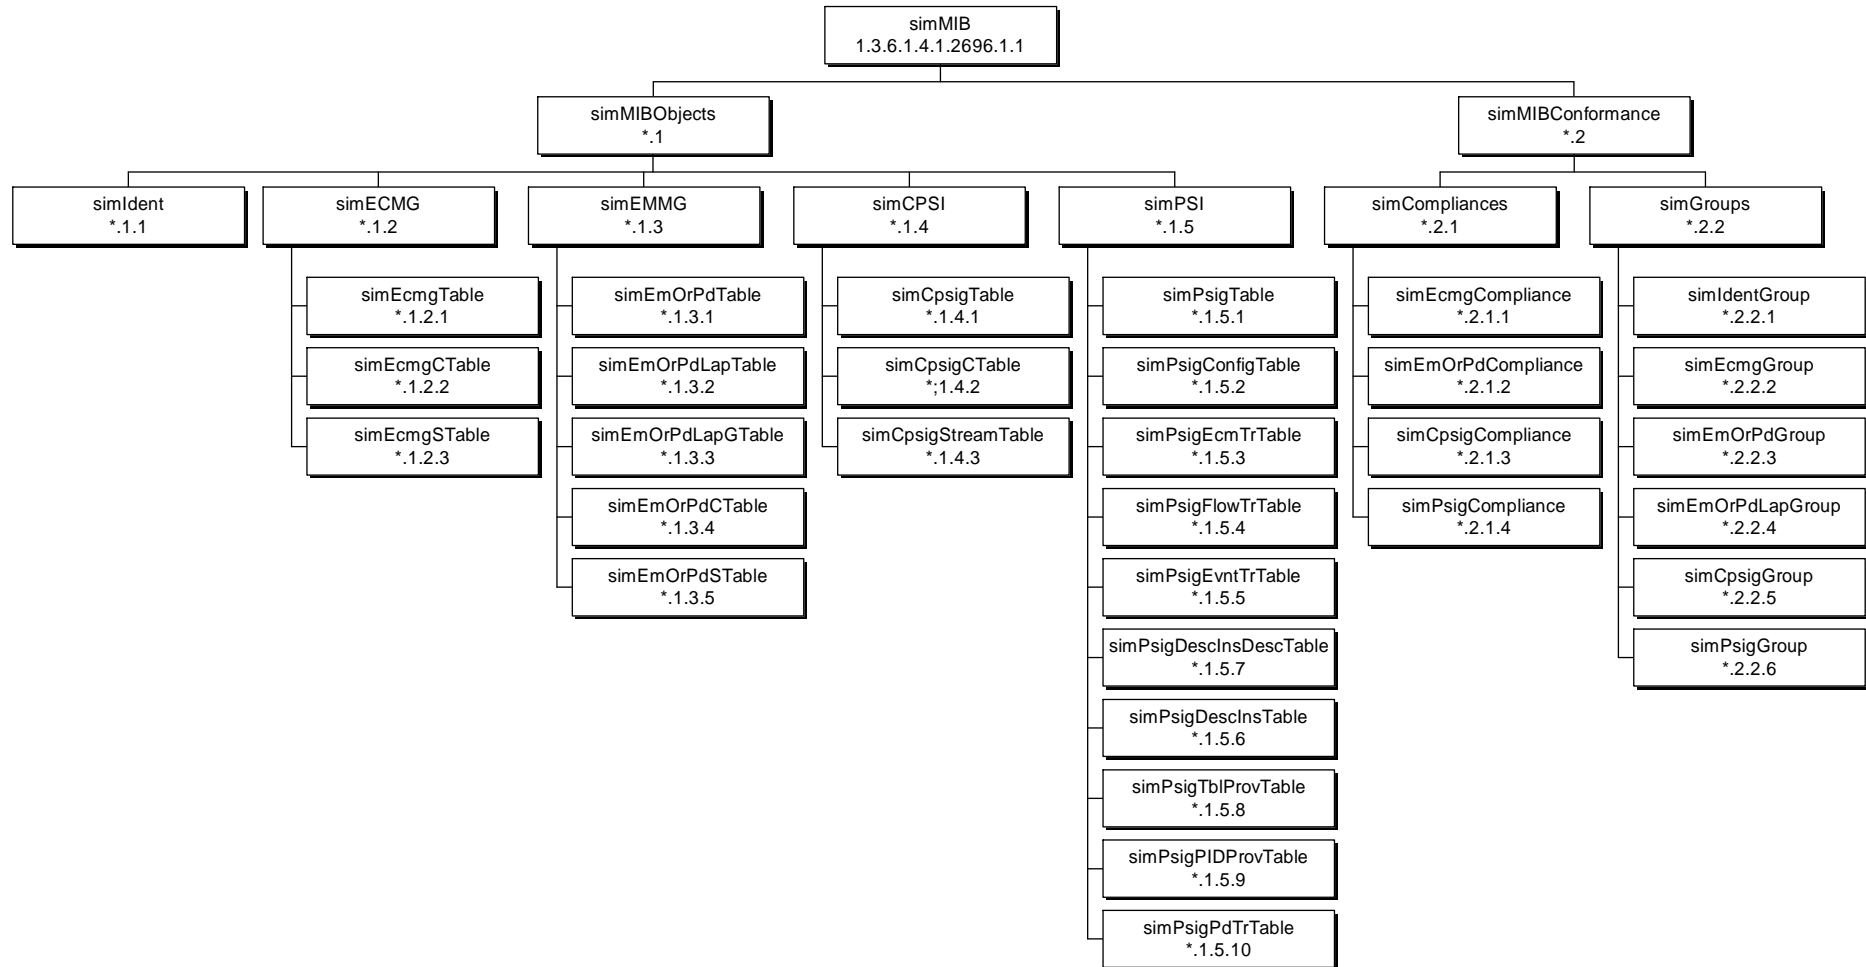 simMIB
1.3.6.1.4.1.2696.1.1
simMIBObjects
*.1
simMIBConformance
*.2
simIdent
*.1.1
simECMG
*.1.2
simEMMG
*.1.3
simCPSI
*.1.4
simPSI
*.1.5
simCompliances
*.2.1
simGroups
*.2.2
simEcmgTable
*.1.2.1
simEcmgCTable
*.1.2.2
simEcmgSTable
*.1.2.3
simEmOrPdTable
*.1.3.1
simEmOrPdLapTable
*.1.3.2
simEmOrPdLapGTable
*.1.3.3
simEmOrPdCTable
*.1.3.4
simEmOrPdSTable
*.1.3.5
simCpsigTable
*.1.4.1
simCpsigCTable
*;1.4.2
simCpsigStreamTable
*.1.4.3
simPsigTable
*.1.5.1
simPsigConfigTable
*.1.5.2
simPsigEcmTrTable
*.1.5.3
simPsigFlowTrTable
*.1.5.4
simPsigEvntTrTable
*.1.5.5
simPsigDescInsDescTable
*.1.5.7
simPsigDescInsTable
*.1.5.6
simPsigTblProvTable
*.1.5.8
simPsigPIDProvTable
*.1.5.9
simPsigPdTrTable
*.1.5.10
simEcmgCompliance
*.2.1.1
simEmOrPdCompliance
*.2.1.2
simCpsigCompliance
*.2.1.3
simPsigCompliance
*.2.1.4
simIdentGroup
*.2.2.1
simEcmgGroup
*.2.2.2
simEmOrPdGroup
*.2.2.3
simEmOrPdLapGroup
*.2.2.4
simCpsigGroup
*.2.2.5
simPsigGroup
*.2.2.6